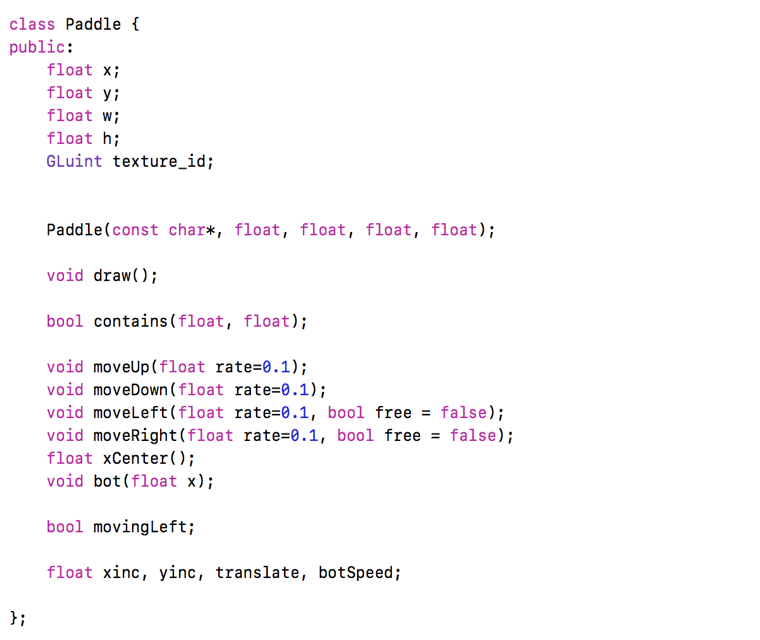 class Paddle {
public:
    float x;
    float y;
    float w;
    float h;
    GLuint texture_id;
    Paddle(const char*, float, float, float, float);
    void draw();
    bool contains(float, float);
    void moveUp(float rate=0.1);
    void moveDown(float rate=0.1);
    void moveLeft(float rate=0.1, bool free = false);
    void moveRight(float rate=0.1, bool free = false);
    float xCenter();
    void bot(float x);
    bool movingLeft;
    float xinc, yinc, translate, botSpeed;
};